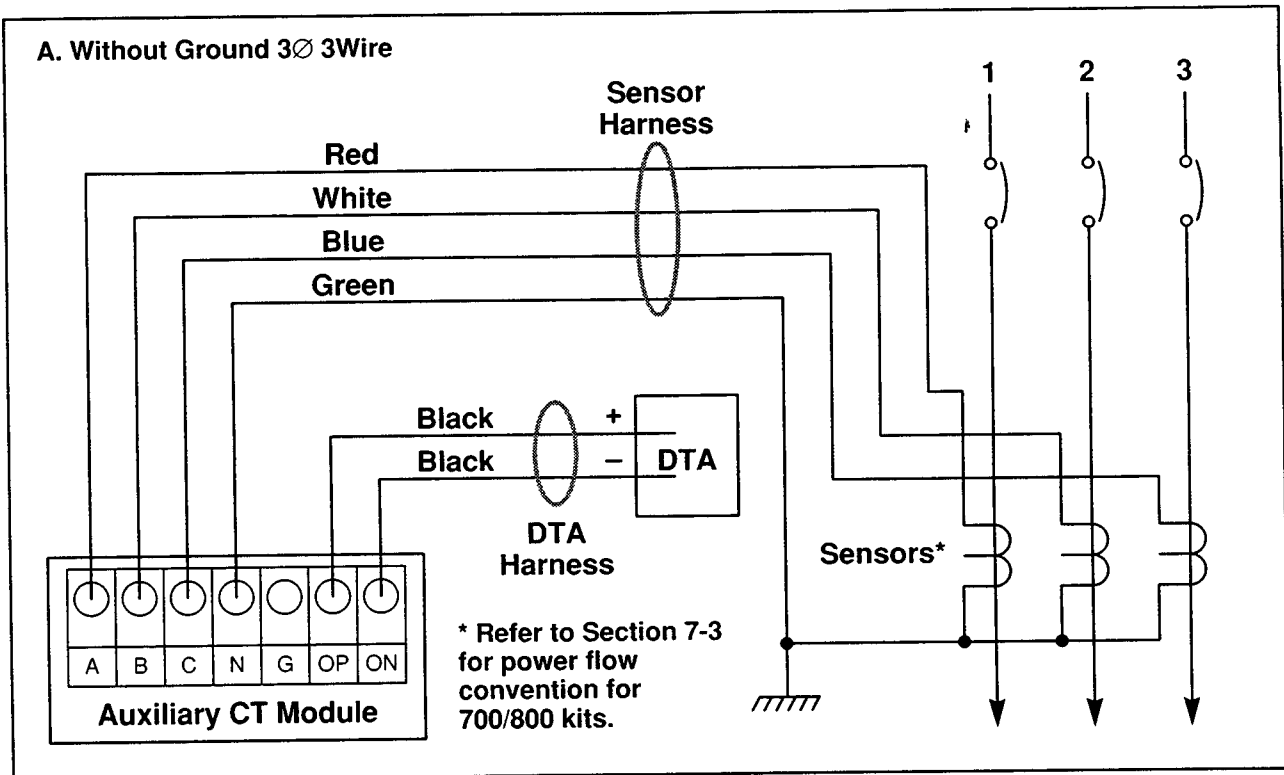 A. Without Ground 3∅ 3Wire
1 2 3
Sensor
Harness
Red
White
Blue
Green
Black +
Black –
DTA
DTA
Harness
Sensors*
A B C N G OP ON
Auxiliary CT Module
* Refer to Section 7-3
for power flow
convention for
700/800 kits.